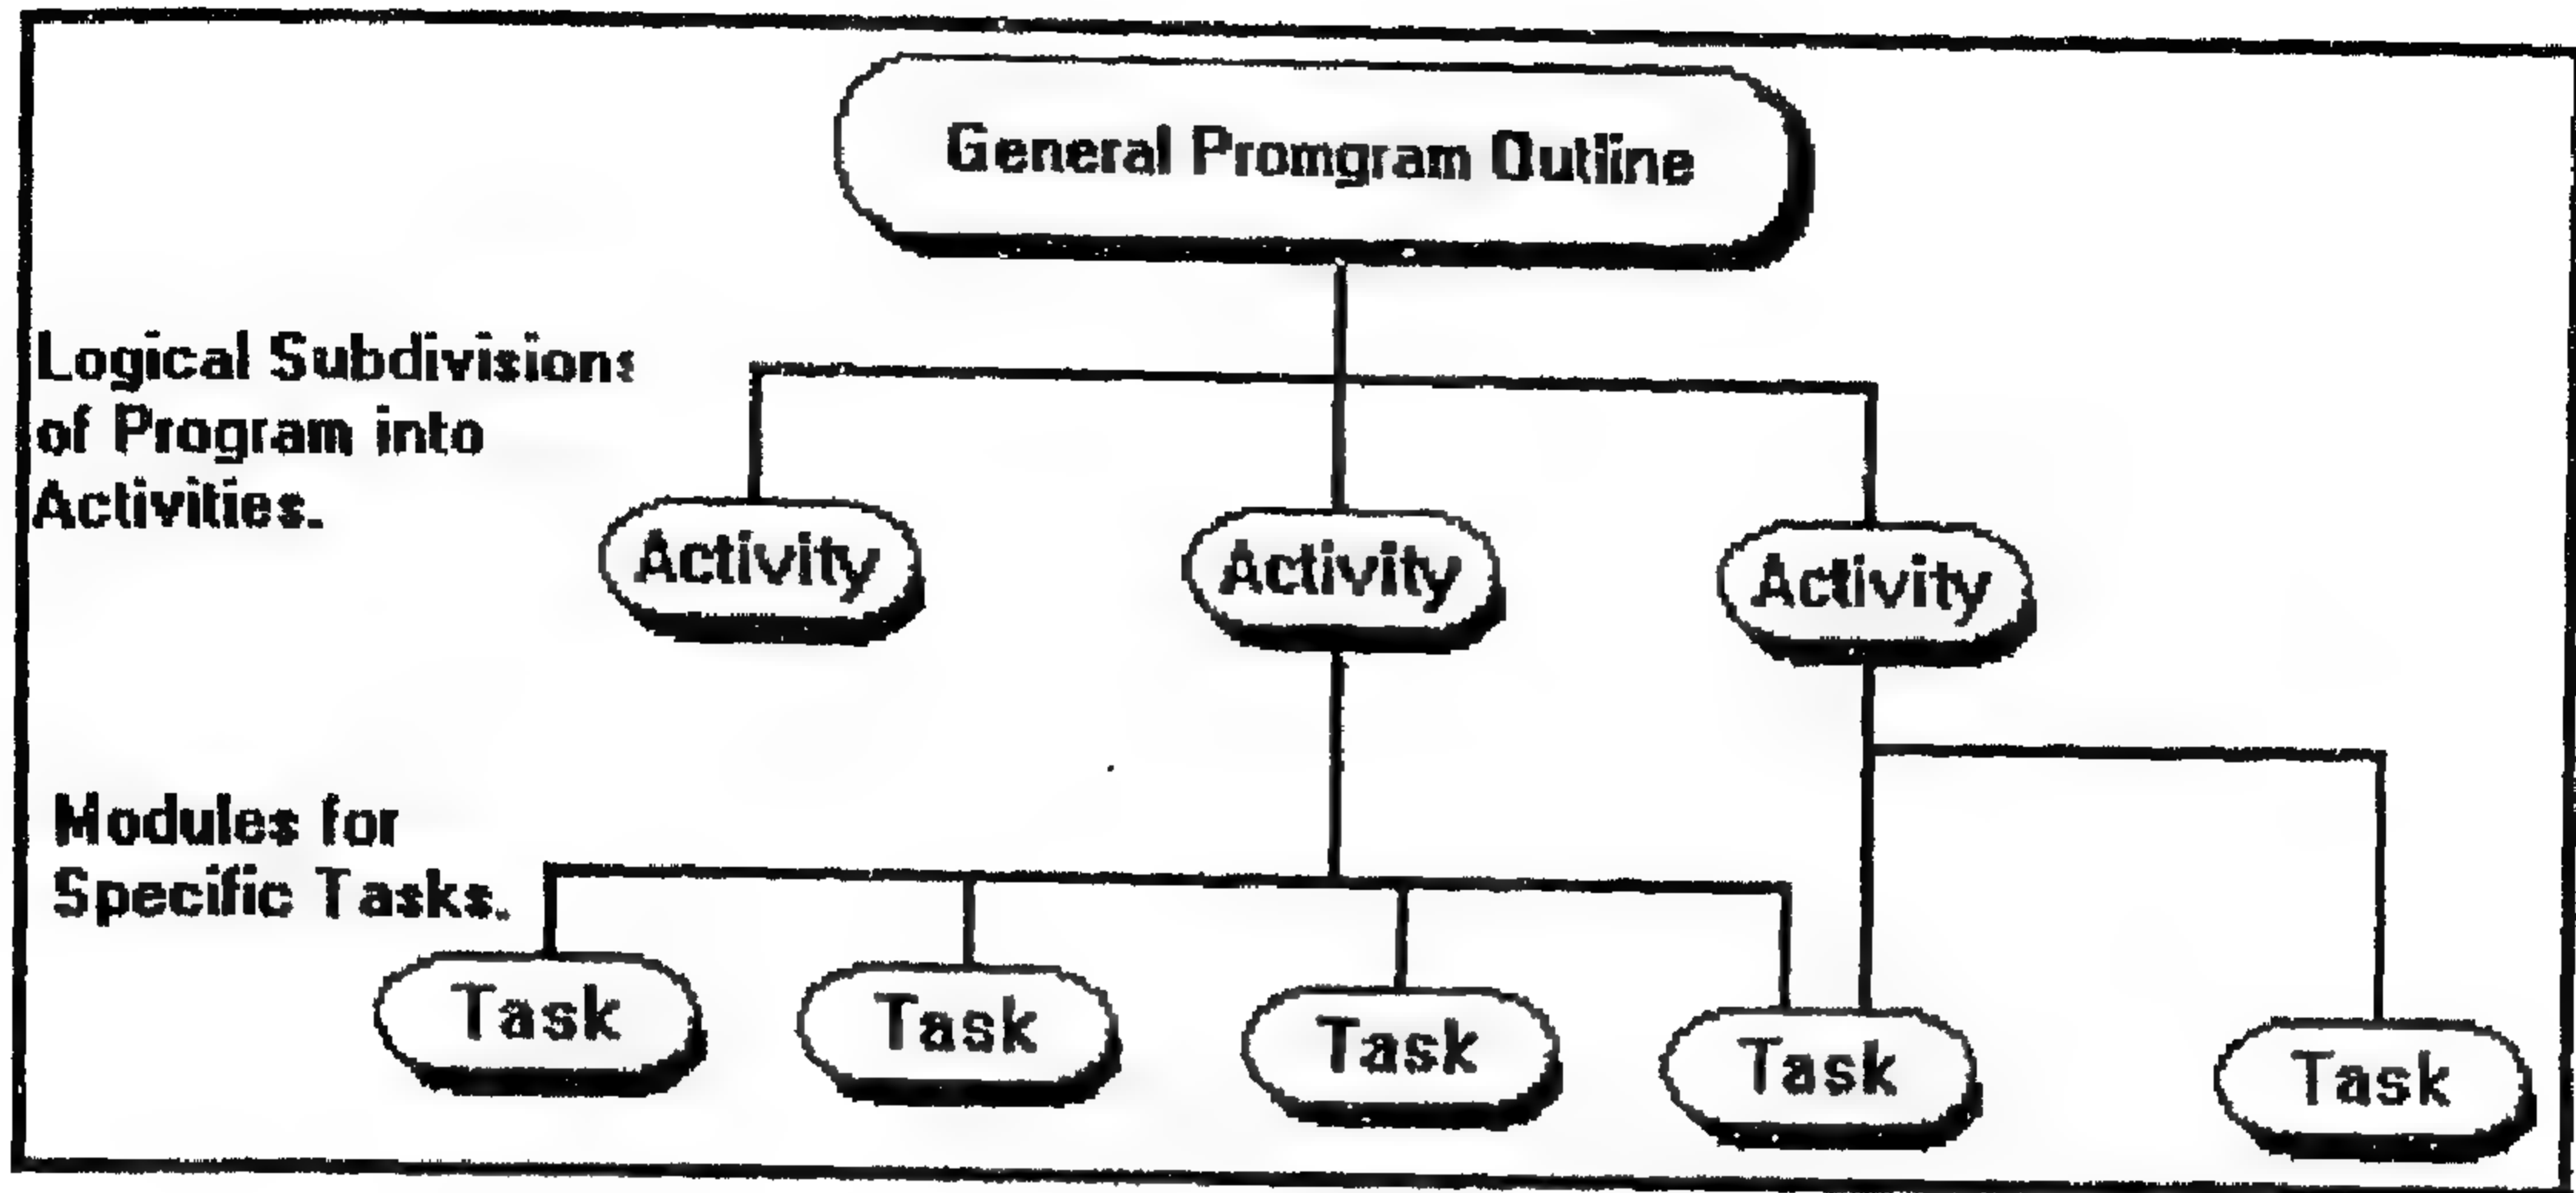 General Promgram Outline
Logical Subdivisions
of Program into
Activities.
Activity
Activity
Activity
Modules for
Specific Tasks.
Task
Task
Task
Task
Task